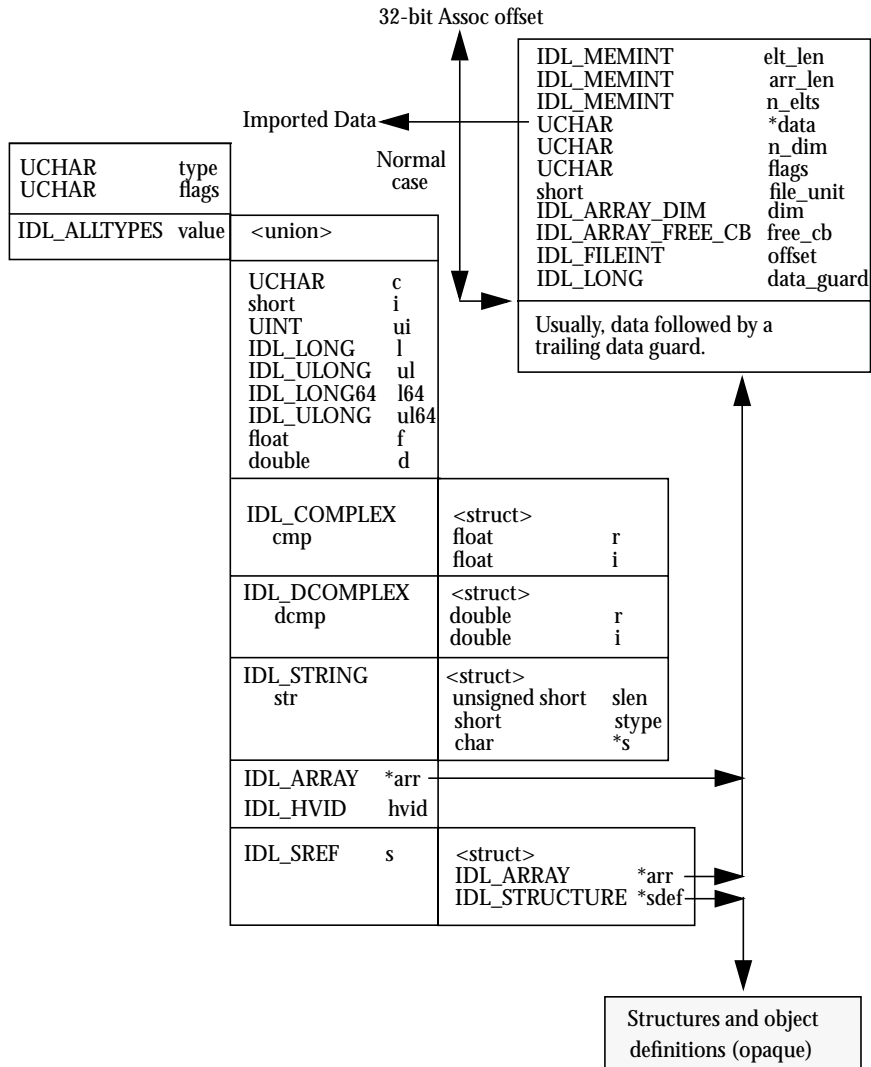 32-bit Assoc offset
IDL_MEMINT elt_len
IDL_MEMINT arr_len
IDL_MEMINT n_elts
UCHAR *data
UCHAR n_dim
UCHAR flags
short file_unit
IDL_ARRAY_DIM dim
IDL_ARRAY_FREE_CB free_cb
IDL_FILEINT offset
IDL_LONG data_guard
Usually, data followed by a
trailing data guard.
Imported Data
Normal
case
UCHAR type
UCHAR flags
IDL_ALLTYPES value
<union>
UCHAR c
short i
UINT ui
IDL_LONG l
IDL_ULONG ul
IDL_LONG64 l64
IDL_ULONG ul64
float f
double d
IDL_COMPLEX
cmp
<struct>
float r
float i
IDL_DCOMPLEX
dcmp
<struct>
double r
double i
IDL_STRING
str
<struct>
unsigned short slen
short stype
char *s
IDL_ARRAY *arr
IDL_HVID hvid
IDL_SREF s
<struct>
IDL_ARRAY *arr
IDL_STRUCTURE *sdef
Structures and object
definitions (opaque)